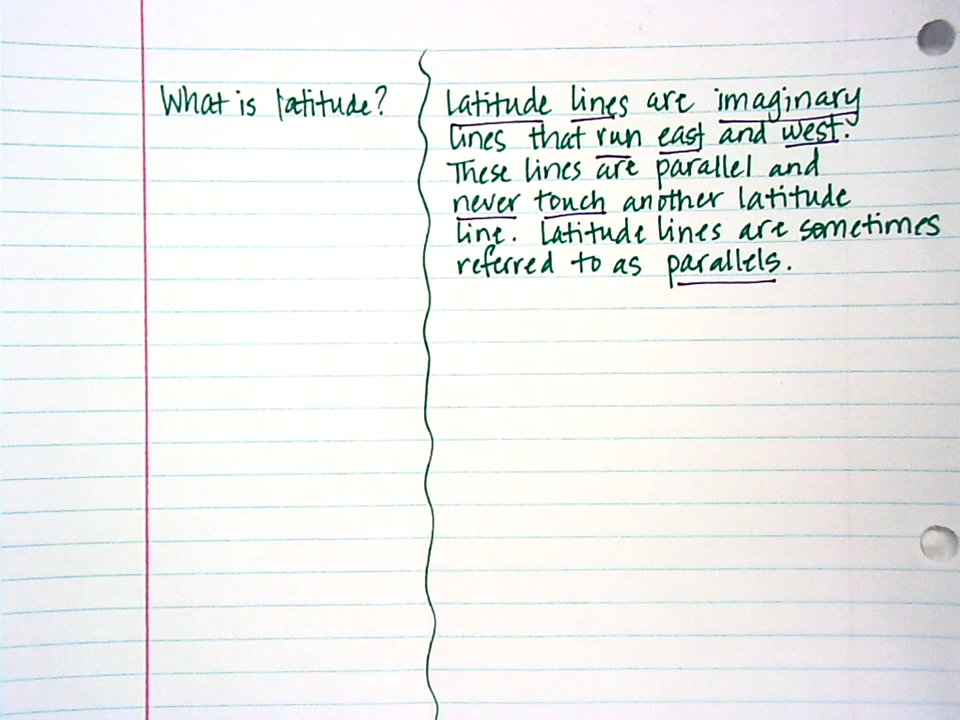 What is latitude?
Latitude lines are imaginary
lines that run east and west.
These lines are parallel and
never touch another latitude
line. Latitude lines are sometimes
referred to as parallels.